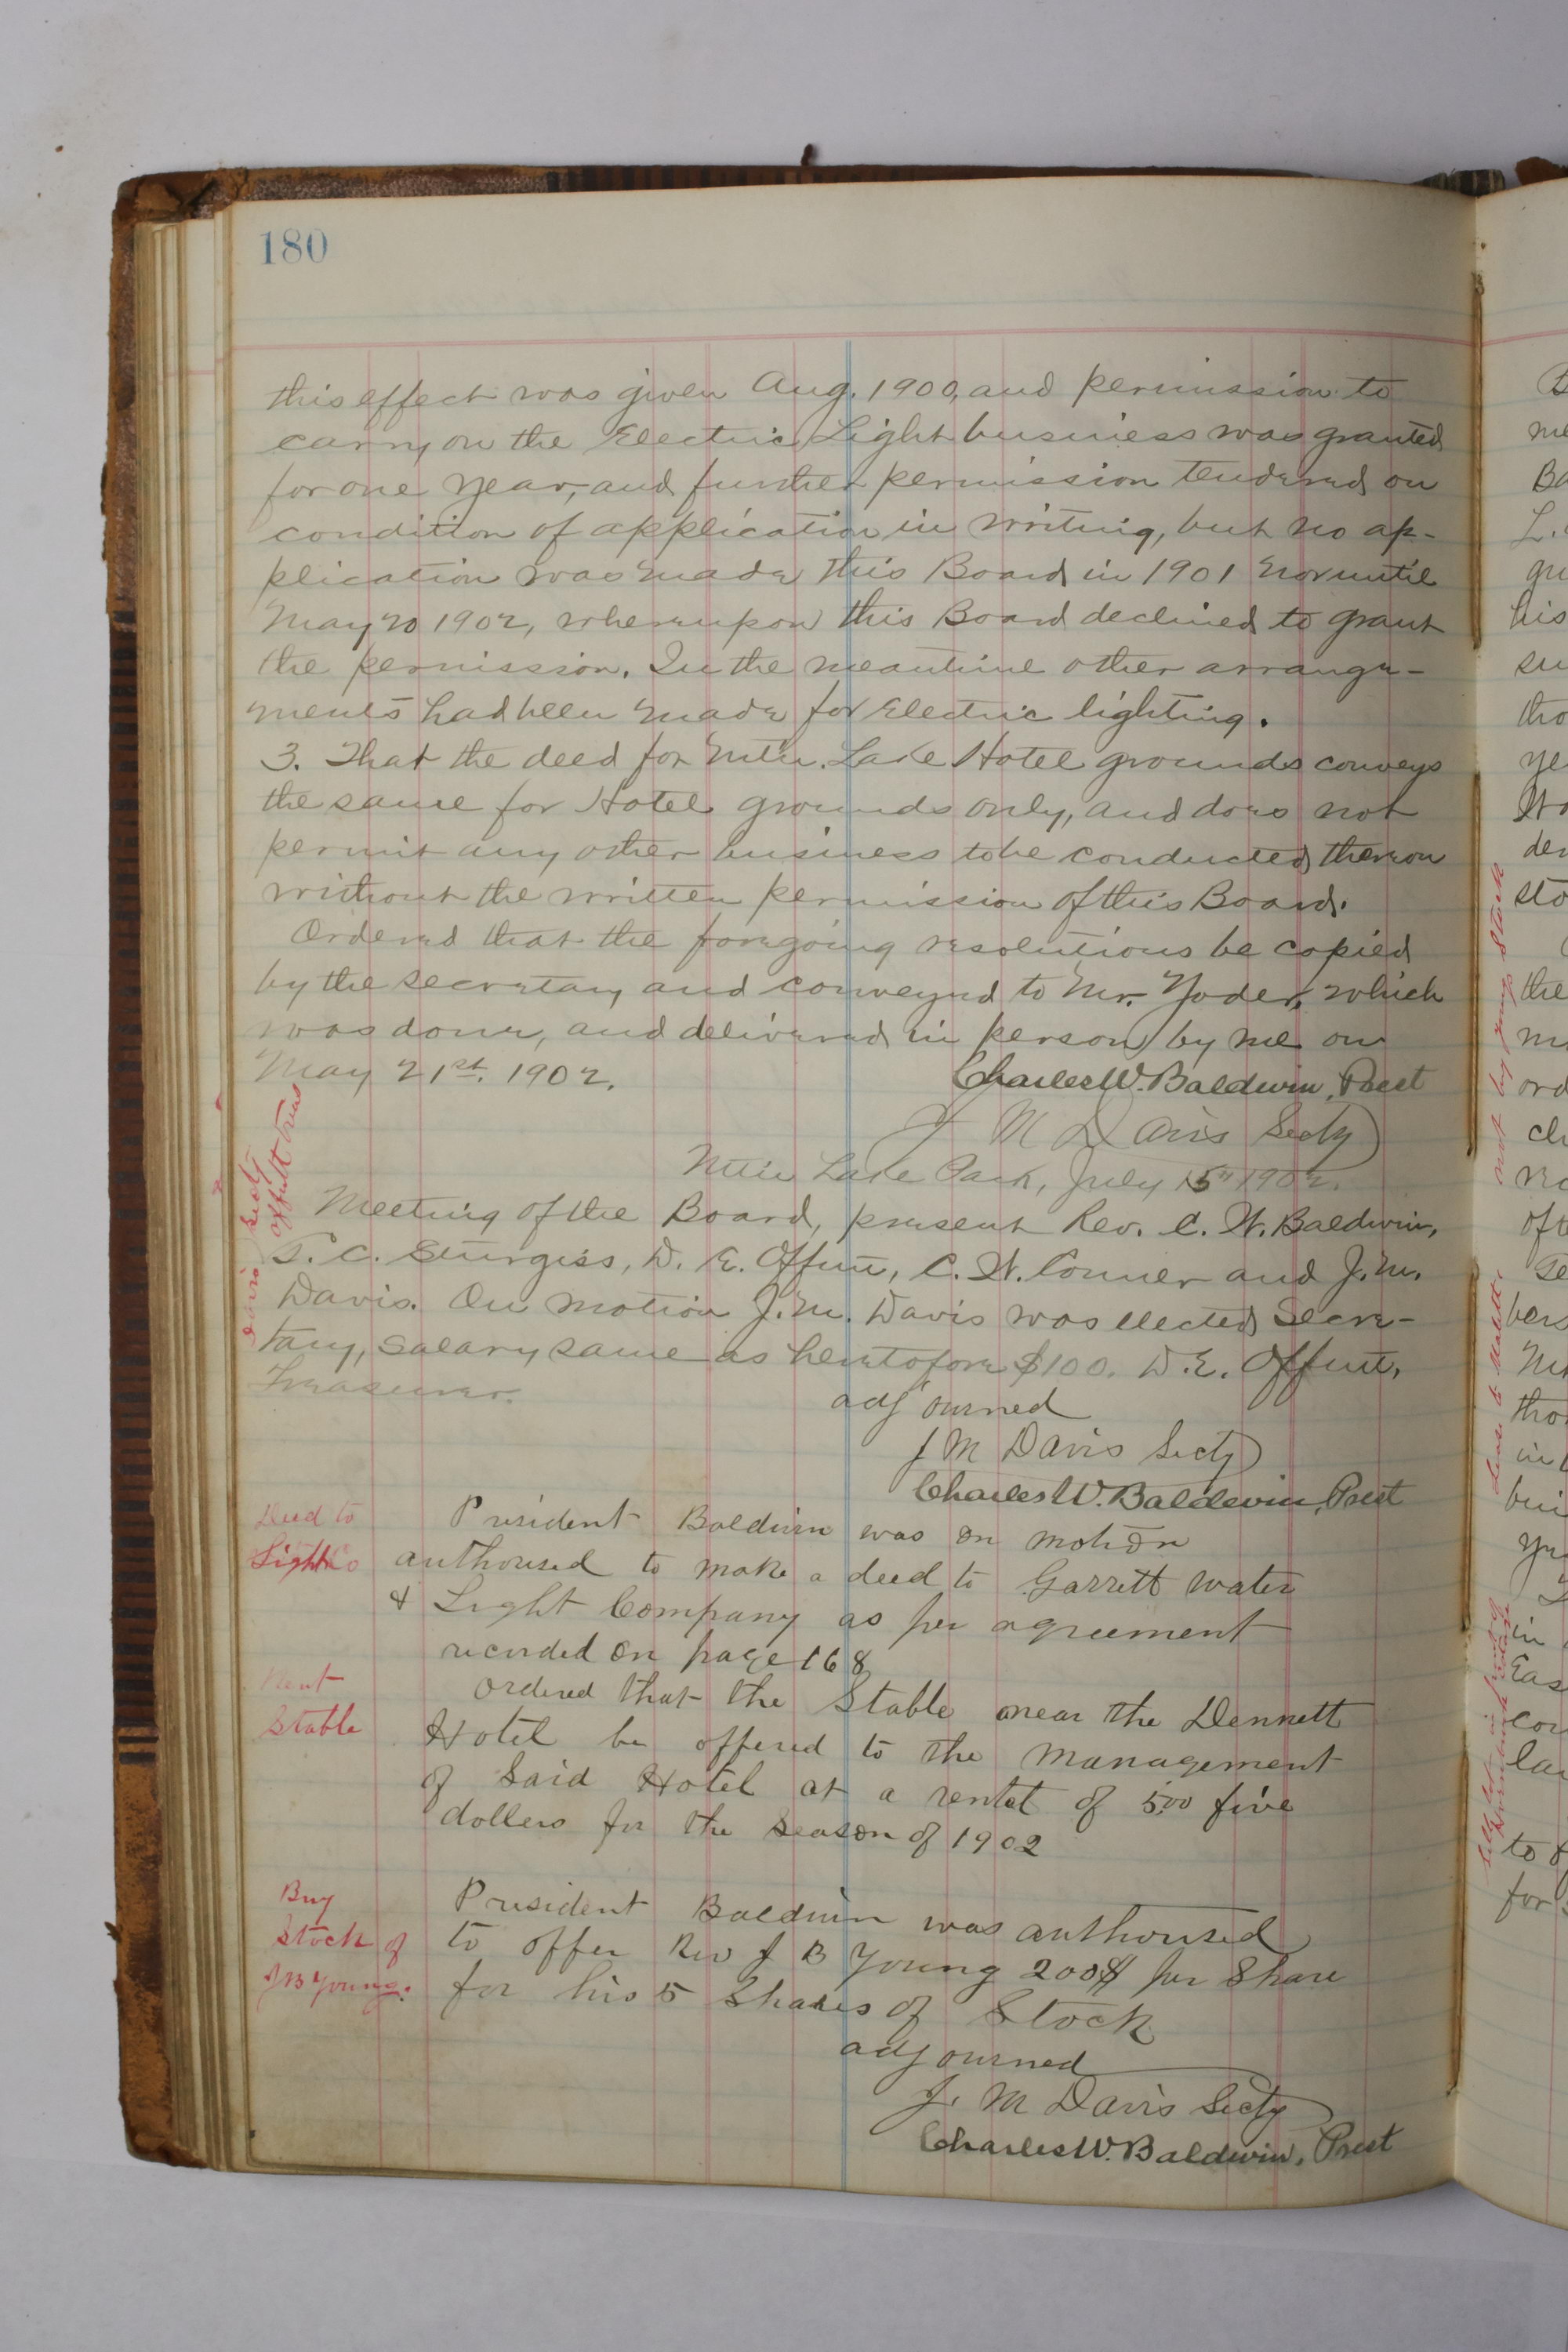 180
this effect was given Aug. 1900, and permission to
carry on the Electric Light business was granted
for one year, and further permission tendered on
condition of application in writing, but no ap-
plication was made this Board in 1901 nor until
May 20 1902, whereupon this Board declined to grant
the permission. In the meantime other arrange-
ments had been made for Electric lighting.
3. That the deed for Mtn. Lake Hotel grounds conveys
the same for Hotel grounds only, and does not
permit any other business to be conducted thereon
without the written permission of this Board.
Ordered that the foregoing resolutions be copied
by the secretary and conveyed to Mr. Yoder, which
was done, and delivered in person by me on
May 21st. 1902.
Charles W. Baldwin, Prest
J M Davis Secty
Mtn Lake Park, July 15th 1902.
Davis Secty
Offutt Treas
Meeting of the Board, present Rev. C. W. Baldwin,
P. C. Sturgiss, D. E. Offutt, C. W. Conner and J. M.
Davis. On motion J. M. Davis was elected Secre-
tary, salary same as heretofore $100. D. E. Offutt,
Treasurer.
adjourned
J M Davis Secty
Charles W. Baldwin, Prest
Deed to
Light Co
President Baldwin was on motion
authorised to make a deed to Garrett Water
& Light Company as per agreement
recorded on page 168
Rent
Stable
ordered that the Stable near the Dennett
Hotel be offered to the management
of Said Hotel at a rental of 5.00 five
dollers for the season of 1902
Buy
Stock of
J B Young.
President Baldwin was authorised
to offer Rev J B Young 200$ per Share
for his 5 Shares of Stock
adjourned
J. M Davis Secty
Charles W. Baldwin, Prest